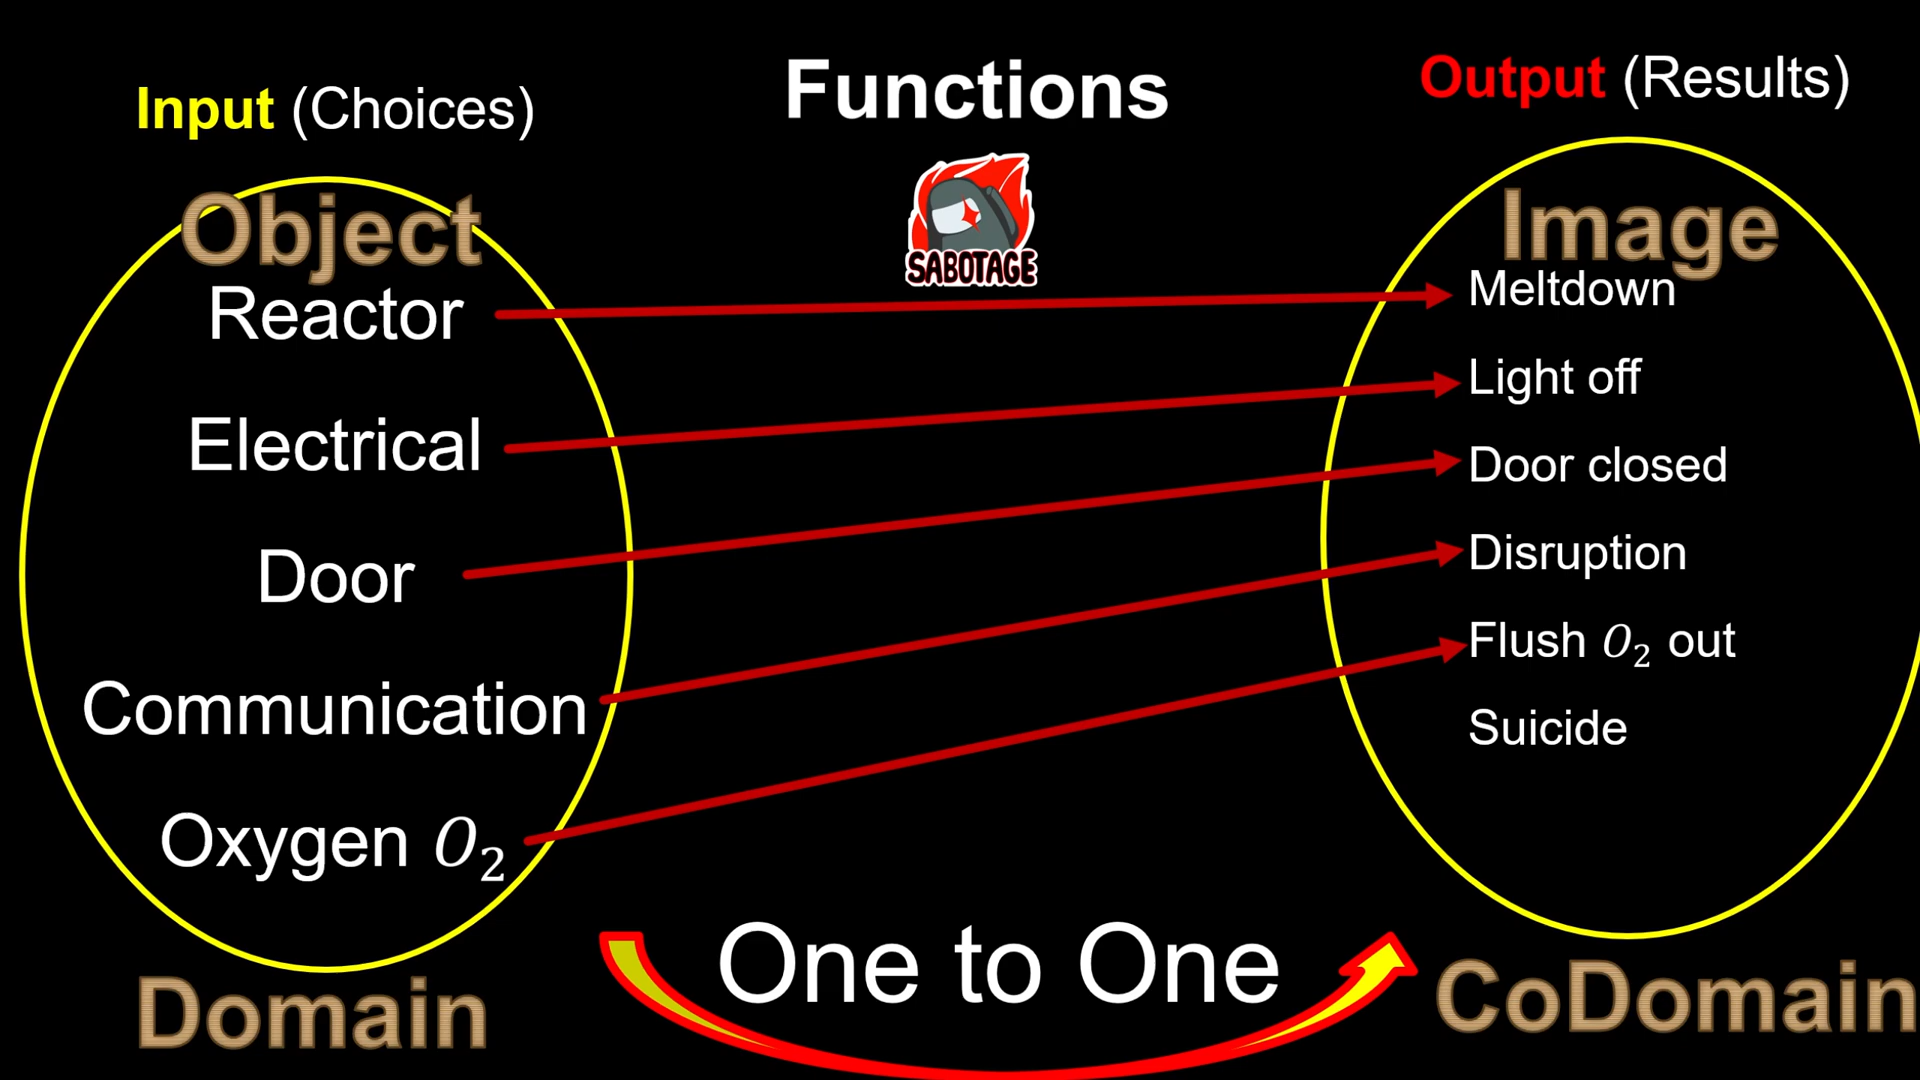 Functions
Input (Choices)
Output (Results)
SABOTAGE
Object
Reactor
Electrical
Door
Communication
Oxygen O₂
Domain
Image
Meltdown
Light off
Door closed
Disruption
Flush O₂ out
Suicide
CoDomain
One to One